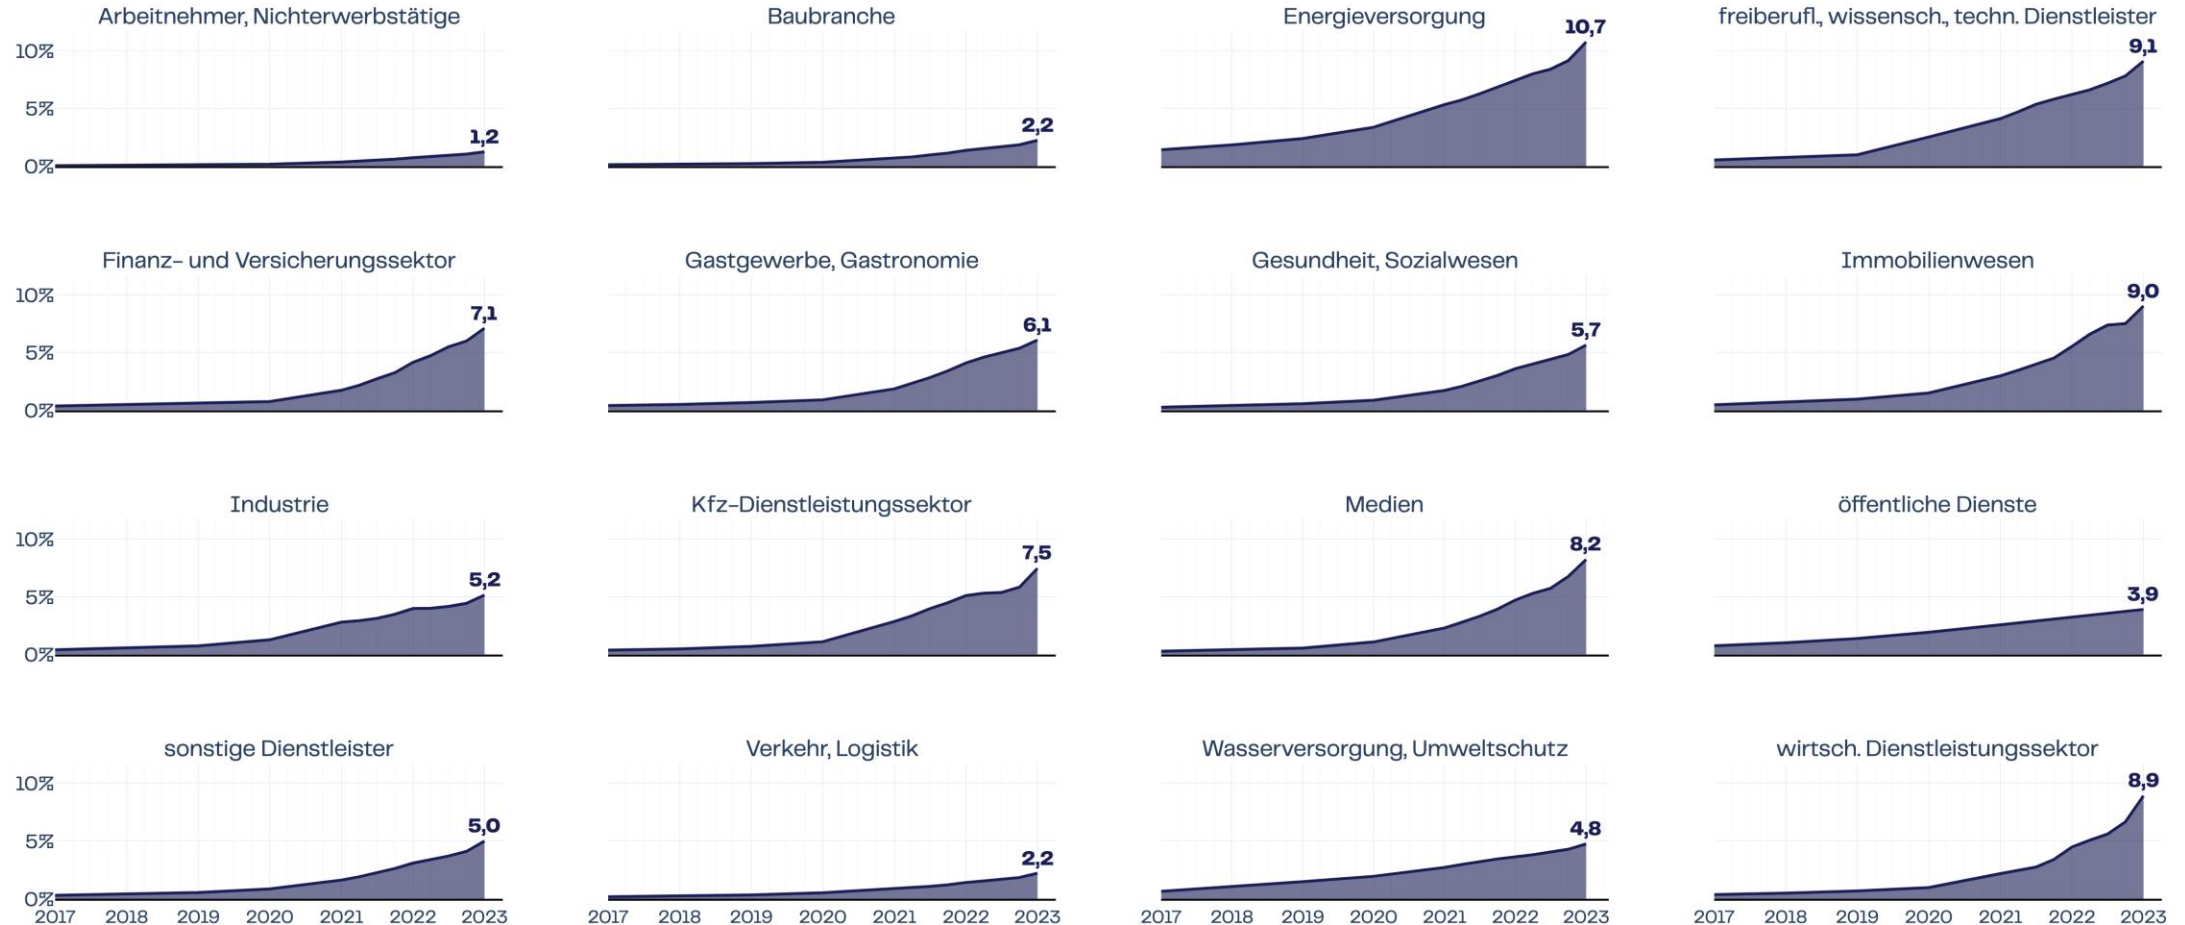 Arbeitnehmer, Nichterwerbstätige
10%
5%
0%
1,2
Baubranche
2,2
Energieversorgung
10,7
freiberufl., wissensch., techn. Dienstleister
9,1
Finanz- und Versicherungssektor
10%
5%
0%
7,1
Gastgewerbe, Gastronomie
6,1
Gesundheit, Sozialwesen
5,7
Immobilienwesen
9,0
Industrie
10%
5%
0%
5,2
Kfz-Dienstleistungssektor
7,5
Medien
8,2
öffentliche Dienste
3,9
sonstige Dienstleister
10%
5%
0%
5,0
2017 2018 2019 2020 2021 2022 2023
Verkehr, Logistik
2,2
2017 2018 2019 2020 2021 2022 2023
Wasserversorgung, Umweltschutz
4,8
2017 2018 2019 2020 2021 2022 2023
wirtsch. Dienstleistungssektor
8,9
2017 2018 2019 2020 2021 2022 2023